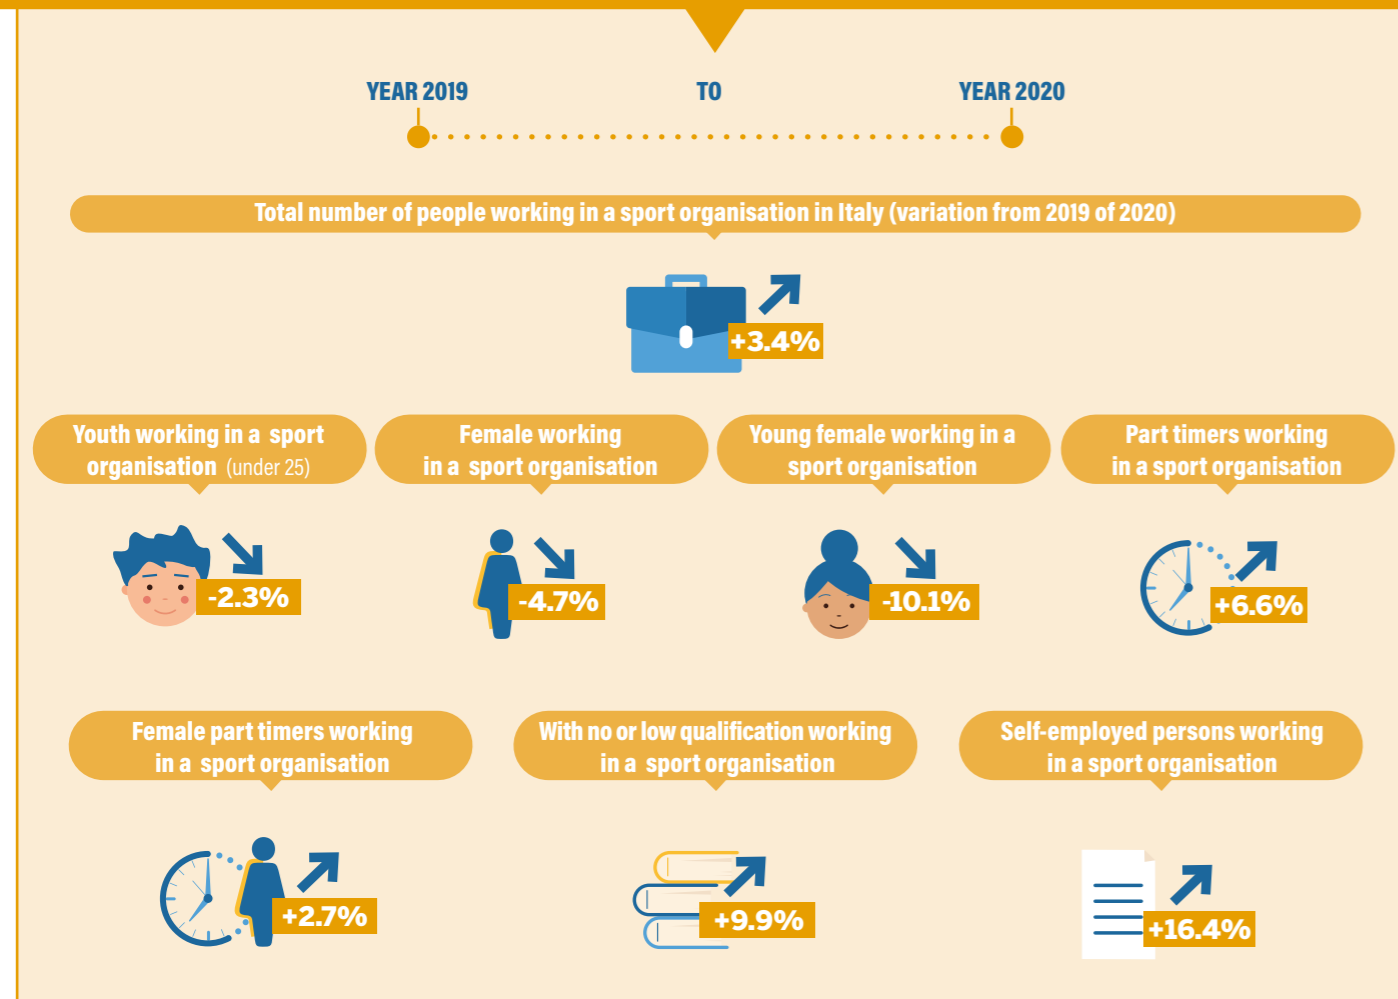 YEAR 2019 TO YEAR 2020
Total number of people working in a sport organisation in Italy (variation from 2019 of 2020)
+3.4%
Youth working in a sport
organisation (under 25)
-2.3%
Female working
in a sport organisation
-4.7%
Young female working in a
sport organisation
-10.1%
Part timers working
in a sport organisation
+6.6%
Female part timers working
in a sport organisation
+2.7%
With no or low qualification working
in a sport organisation
+9.9%
Self-employed persons working
in a sport organisation
+16.4%